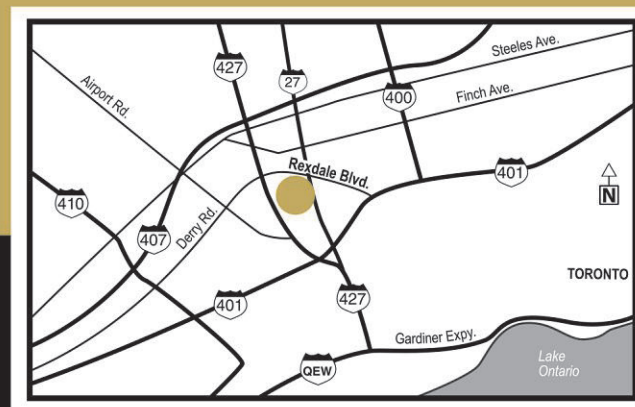 Steeles Ave.
427
27
400
Finch Ave.
Airport Rd.
Rexdale Blvd.
401
N
410
407
Derry Rd.
TORONTO
401
427
Gardiner Expy.
Lake
Ontario
QEW